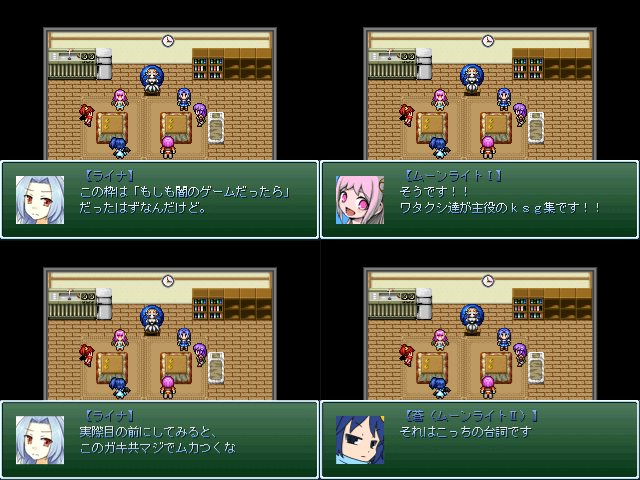 【ライナ】
この枠は「もしも闇のゲームだったら」
だったはずなんだけど。
【ムーンライトⅠ】
そうです！！
ワタクシ達が主役のｋｓｇ集です！！
【ライナ】
実際目の前にしてみると、
このガキ共マジでムカつくな
【蒼（ムーンライトⅡ）】
それはこっちの台詞です